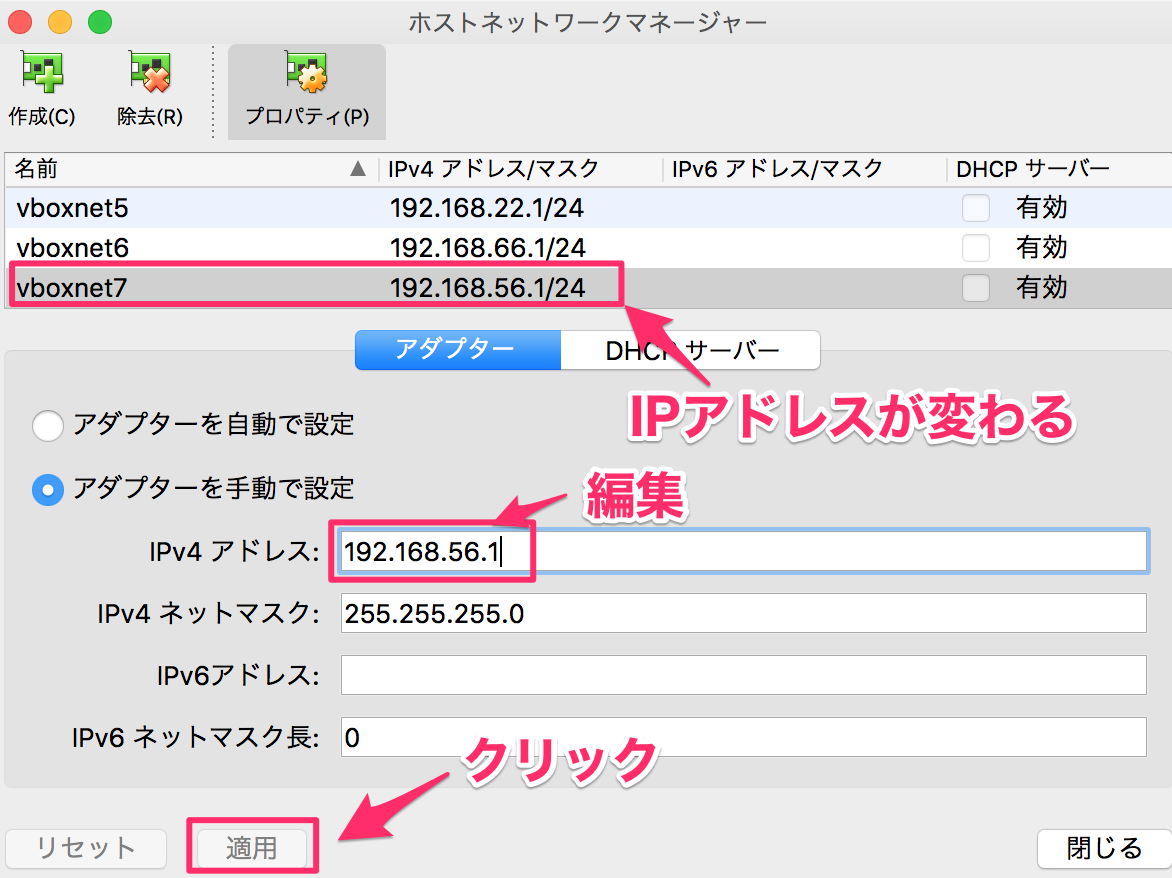 ホストネットワークマネージャー
作成(C) 除去(R) プロパティ(P)
名前 IPv4 アドレス/マスク IPv6 アドレス/マスク DHCP サーバー
vboxnet5 192.168.22.1/24 有効
vboxnet6 192.168.66.1/24 有効
vboxnet7 192.168.56.1/24 有効
アダプター DHCP サーバー
IPアドレスが変わる
アダプターを自動で設定
アダプターを手動で設定
編集
IPv4 アドレス: 192.168.56.1
IPv4 ネットマスク: 255.255.255.0
IPv6アドレス:
IPv6 ネットマスク長: 0
クリック
リセット 適用 閉じる